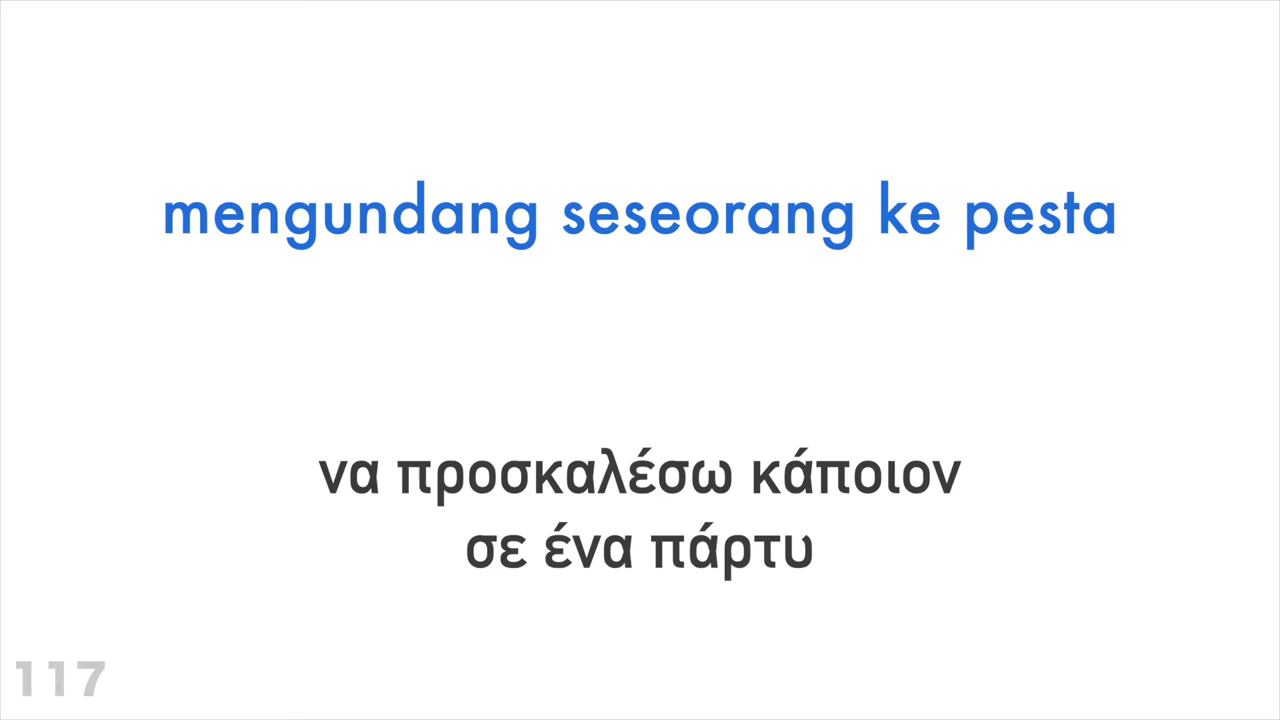 mengundang seseorang ke pesta
να προσκαλέσω κάποιον
σε ένα πάρτυ
117